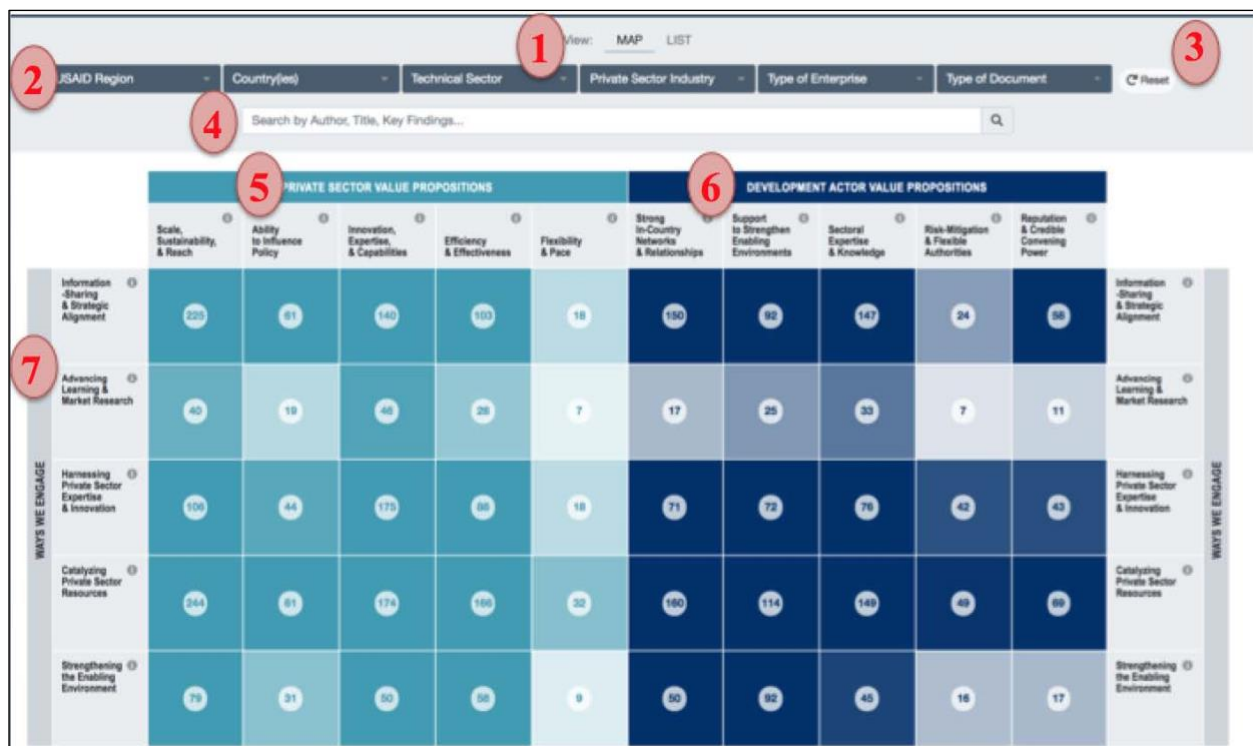 1
View: MAP LIST
3
2
USAID Region Country(ies) Technical Sector Private Sector Industry Type of Enterprise Type of Document Reset
4
Search by Author, Title, Key Findings...
5
PRIVATE SECTOR VALUE PROPOSITIONS
6
DEVELOPMENT ACTOR VALUE PROPOSITIONS
Scale,
Sustainability,
& Reach
Ability
to Influence
Policy
Innovation,
Expertise,
& Capabilities
Efficiency
& Effectiveness
Flexibility
& Pace
Strong
In-Country
Networks
& Relationships
Support
to Strengthen
Enabling
Environments
Sectoral
Expertise
& Knowledge
Risk-Mitigation
& Flexible
Authorities
Reputation
& Credible
Convening
Power
7
WAYS WE ENGAGE
Information
-Sharing
& Strategic
Alignment
225 61 140 103 18 150 92 147 24 58
Information
-Sharing
& Strategic
Alignment
Advancing
Learning &
Market Research
40 19 46 28 7 17 25 33 7 11
Advancing
Learning &
Market Research
Harnessing
Private Sector
Expertise
& Innovation
106 44 175 88 18 71 72 76 42 43
Harnessing
Private Sector
Expertise
& Innovation
Catalyzing
Private Sector
Resources
244 61 174 166 32 160 114 149 49 69
Catalyzing
Private Sector
Resources
Strengthening
the Enabling
Environment
79 31 50 58 9 50 92 45 16 17
Strengthening
the Enabling
Environment
WAYS WE ENGAGE